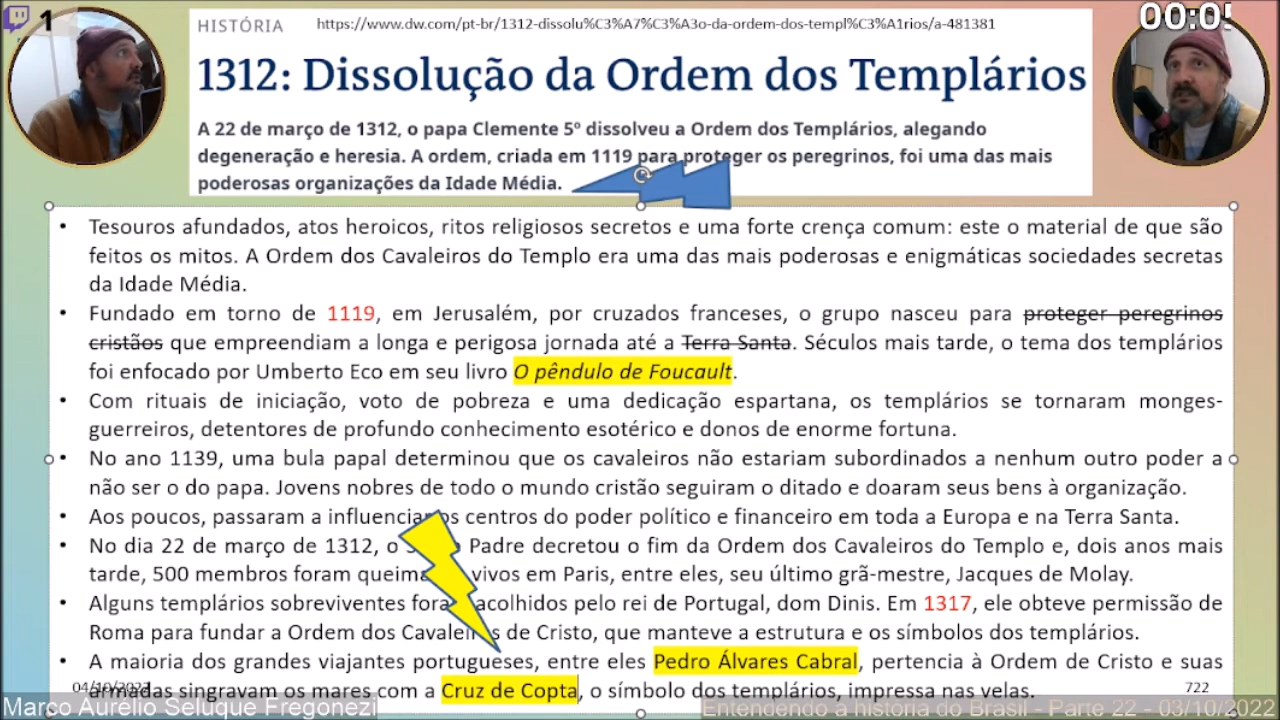 1
00:0
HISTÓRIA https://www.dw.com/pt-br/1312-dissolu%C3%A7%C3%A3o-da-ordem-dos-templ%C3%A1rios/a-481381
1312: Dissolução da Ordem dos Templários
A 22 de março de 1312, o papa Clemente 5º dissolveu a Ordem dos Templários, alegando
degeneração e heresia. A ordem, criada em 1119 para proteger os peregrinos, foi uma das mais
poderosas organizações da Idade Média.
• Tesouros afundados, atos heroicos, ritos religiosos secretos e uma forte crença comum: este o material de que são
feitos os mitos. A Ordem dos Cavaleiros do Templo era uma das mais poderosas e enigmáticas sociedades secretas
da Idade Média.
• Fundado em torno de 1119, em Jerusalém, por cruzados franceses, o grupo nasceu para proteger peregrinos
cristãos que empreendiam a longa e perigosa jornada até a Terra Santa. Séculos mais tarde, o tema dos templários
foi enfocado por Umberto Eco em seu livro O pêndulo de Foucault.
• Com rituais de iniciação, voto de pobreza e uma dedicação espartana, os templários se tornaram monges-
guerreiros, detentores de profundo conhecimento esotérico e donos de enorme fortuna.
• No ano 1139, uma bula papal determinou que os cavaleiros não estariam subordinados a nenhum outro poder a
não ser o do papa. Jovens nobres de todo o mundo cristão seguiram o ditado e doaram seus bens à organização.
• Aos poucos, passaram a influenciar os centros do poder político e financeiro em toda a Europa e na Terra Santa.
• No dia 22 de março de 1312, o Padre decretou o fim da Ordem dos Cavaleiros do Templo e, dois anos mais
tarde, 500 membros foram vivos em Paris, entre eles, seu último grã-mestre, Jacques de Molay.
• Alguns templários sobreviventes foram acolhidos pelo rei de Portugal, dom Dinis. Em 1317, ele obteve permissão de
Roma para fundar a Ordem dos Cavaleiros de Cristo, que manteve a estrutura e os símbolos dos templários.
• A maioria dos grandes viajantes portugueses, entre eles Pedro Álvares Cabral, pertencia à Ordem de Cristo e suas
armadas singravam os mares com a Cruz de Copta, o símbolo dos templários, impressa nas velas.
04/10/2022 722
Marco Aurélio Seluque Fregonezi Entendendo a história do Brasil - Parte 22 - 03/10/2022